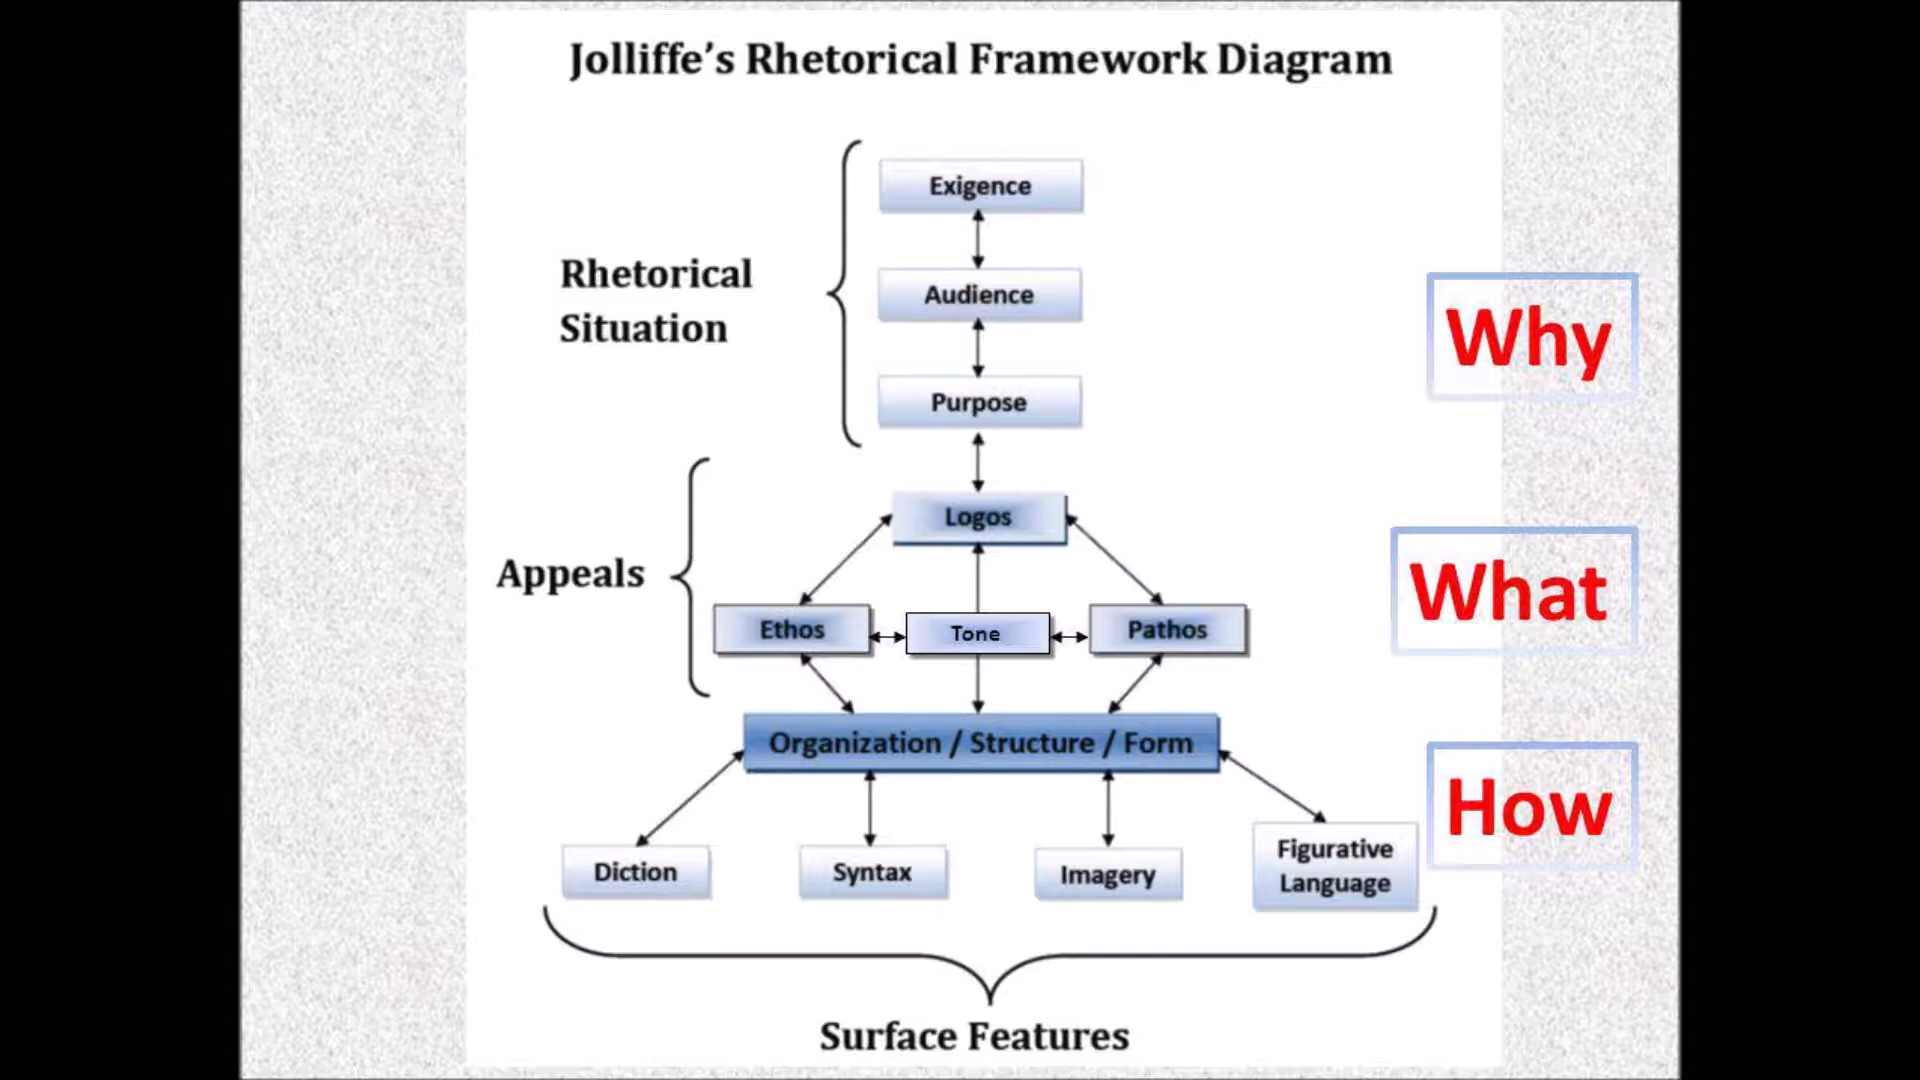 Jolliffe's Rhetorical Framework Diagram
Exigence
Rhetorical
Situation
Audience
Purpose
Why
Logos
Appeals
Ethos
Tone
Pathos
What
Organization / Structure / Form
How
Diction
Syntax
Imagery
Figurative
Language
Surface Features